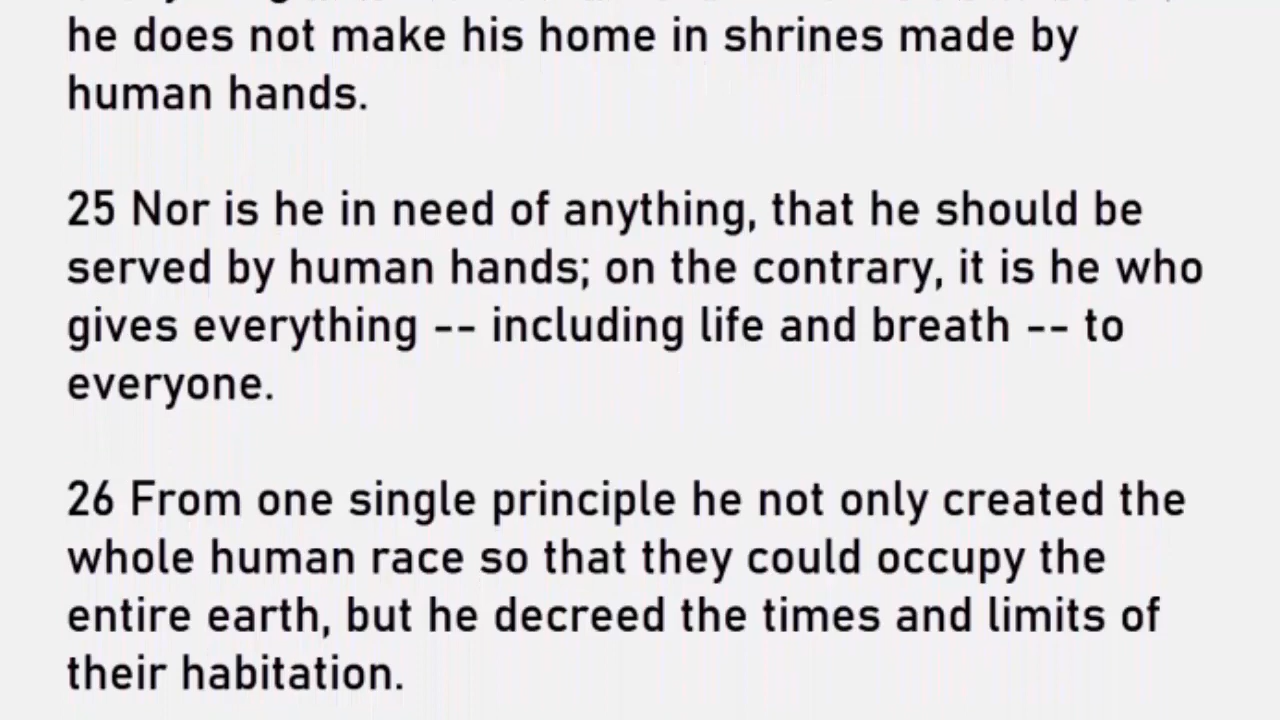 he does not make his home in shrines made by
human hands.
25 Nor is he in need of anything, that he should be
served by human hands; on the contrary, it is he who
gives everything -- including life and breath -- to
everyone.
26 From one single principle he not only created the
whole human race so that they could occupy the
entire earth, but he decreed the times and limits of
their habitation.